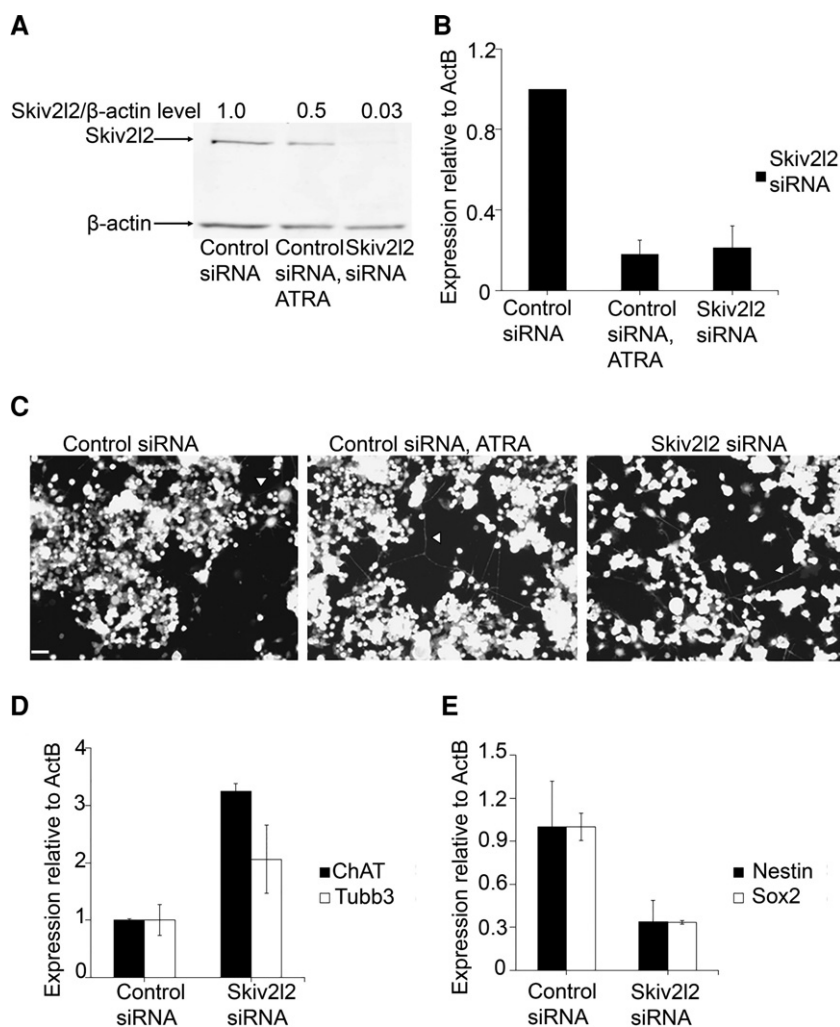 A
Skiv2l2/β-actin level 1.0 0.5 0.03
Skiv2l2
β-actin
Control siRNA
Control siRNA, ATRA
Skiv2l2 siRNA
B
Expression relative to ActB
1.2
0.8
0.4
0
Control siRNA
Control siRNA, ATRA
Skiv2l2 siRNA
Skiv2l2 siRNA
C
Control siRNA
Control siRNA, ATRA
Skiv2l2 siRNA
D
Expression relative to ActB
4
3
2
1
0
Control siRNA
Skiv2l2 siRNA
ChAT
Tubb3
E
Expression relative to ActB
1.5
1.2
0.9
0.6
0.3
0
Control siRNA
Skiv2l2 siRNA
Nestin
Sox2